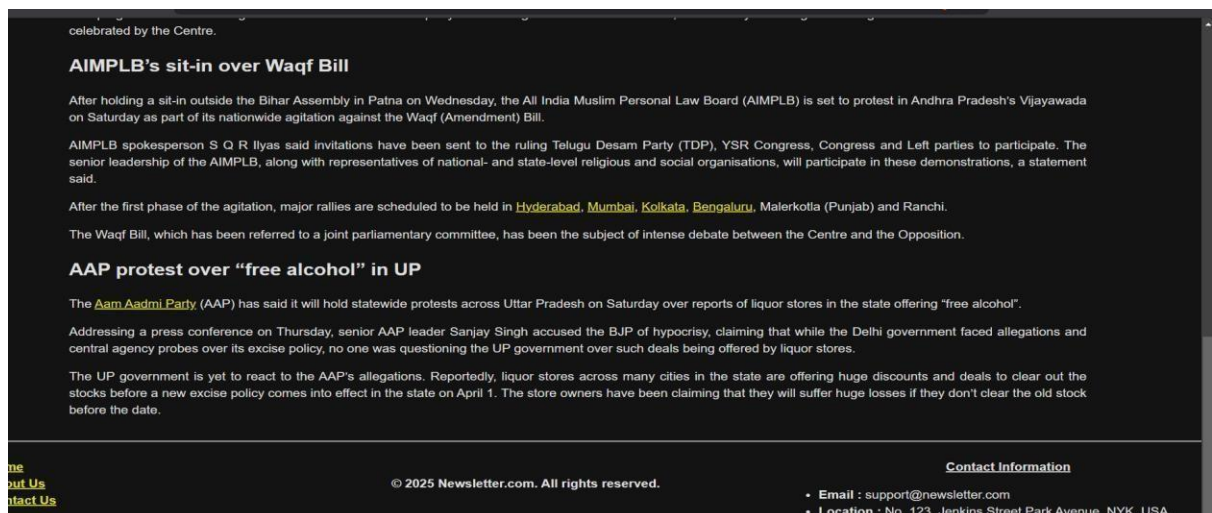 celebrated by the Centre.
AIMPLB's sit-in over Waqf Bill
After holding a sit-in outside the Bihar Assembly in Patna on Wednesday, the All India Muslim Personal Law Board (AIMPLB) is set to protest in Andhra Pradesh's Vijayawada
on Saturday as part of its nationwide agitation against the Waqf (Amendment) Bill.
AIMPLB spokesperson S Q R Ilyas said invitations have been sent to the ruling Telugu Desam Party (TDP), YSR Congress, Congress and Left parties to participate. The
senior leadership of the AIMPLB, along with representatives of national- and state-level religious and social organisations, will participate in these demonstrations, a statement
said.
After the first phase of the agitation, major rallies are scheduled to be held in Hyderabad, Mumbai, Kolkata, Bengaluru, Malerkotla (Punjab) and Ranchi.
The Waqf Bill, which has been referred to a joint parliamentary committee, has been the subject of intense debate between the Centre and the Opposition.
AAP protest over “free alcohol” in UP
The Aam Aadmi Party (AAP) has said it will hold statewide protests across Uttar Pradesh on Saturday over reports of liquor stores in the state offering “free alcohol”.
Addressing a press conference on Thursday, senior AAP leader Sanjay Singh accused the BJP of hypocrisy, claiming that while the Delhi government faced allegations and
central agency probes over its excise policy, no one was questioning the UP government over such deals being offered by liquor stores.
The UP government is yet to react to the AAP's allegations. Reportedly, liquor stores across many cities in the state are offering huge discounts and deals to clear out the
stocks before a new excise policy comes into effect in the state on April 1. The store owners have been claiming that they will suffer huge losses if they don't clear the old stock
before the date.
me
out Us
ntact Us
© 2025 Newsletter.com. All rights reserved.
Contact Information
• Email : support@newsletter.com
• Location : No. 123, Jenkins Street Park Avenue, NYK, USA